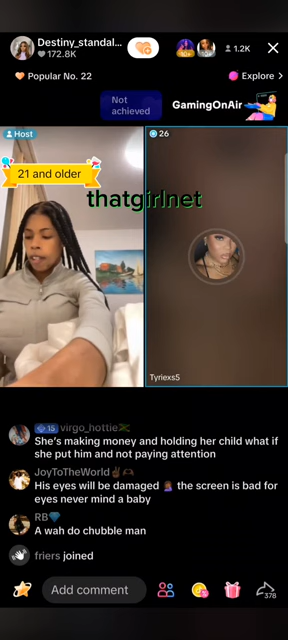 Destiny_standal...
172.8K
1.2K
Popular No. 22
Explore >
Not achieved
GamingOnAir
Host
26
21 and older
thatgirlnet
Tyriexs5
15 virgo_hottie
She's making money and holding her child what if
she put him and not paying attention
JoyToTheWorld
His eyes will be damaged the screen is bad for
eyes never mind a baby
RB
A wah do chubble man
friers joined
Add comment
378